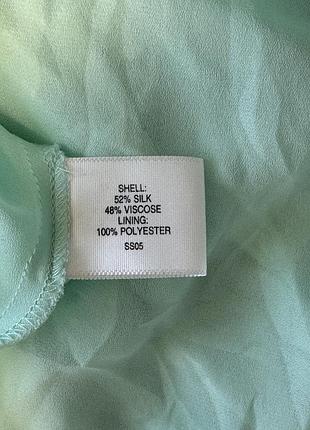 SHELL:
52% SILK
48% VISCOSE
LINING:
100% POLYESTER
SS05